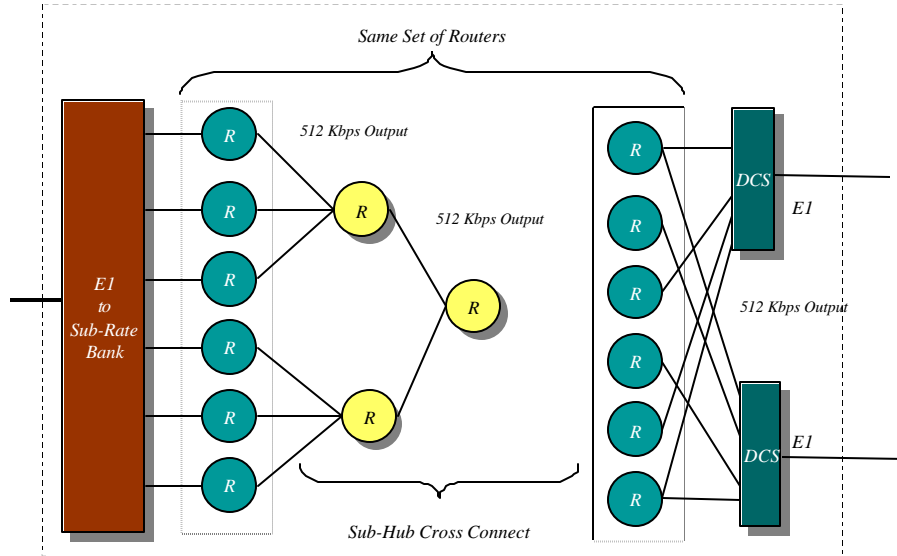 Same Set of Routers
R
512 Kbps Output
R
R
R
R
R
R
R
R
512 Kbps Output
R
E1
to
Sub-Rate
Bank
R
R
R
R
R
R
DCS
E1
512 Kbps Output
DCS
E1
Sub-Hub Cross Connect